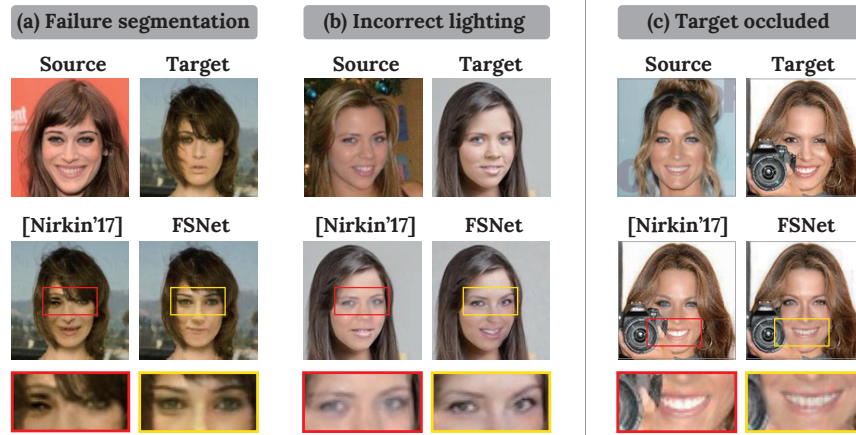 (a) Failure segmentation
(b) Incorrect lighting
(c) Target occluded
Source
Target
Source
Target
Source
Target
[Nirkin'17]
FSNet
[Nirkin'17]
FSNet
[Nirkin'17]
FSNet